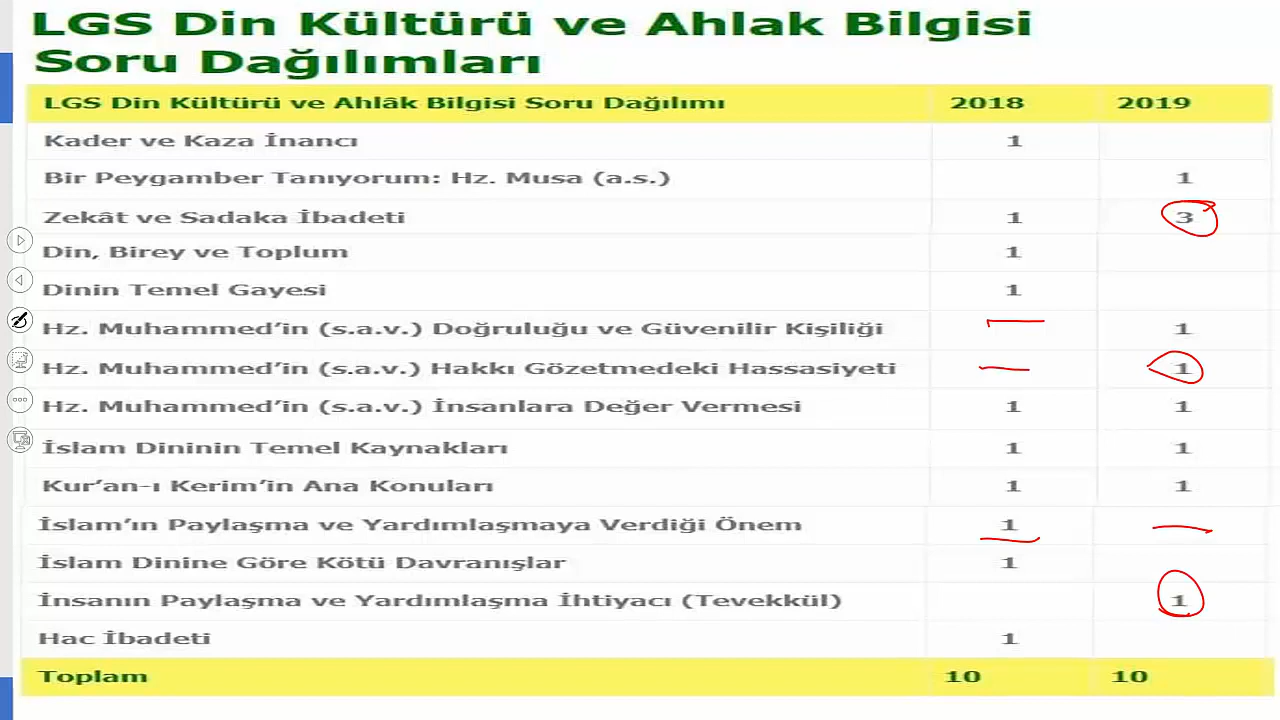 LGS Din Kültürü ve Ahlak Bilgisi
Soru Dağılımları
LGS Din Kültürü ve Ahlâk Bilgisi Soru Dağılımı 2018 2019
Kader ve Kaza İnancı 1
Bir Peygamber Tanıyorum: Hz. Musa (a.s.) 1
Zekât ve Sadaka İbadeti 1 3
Din, Birey ve Toplum 1
Dinin Temel Gayesi 1
Hz. Muhammed’in (s.a.v.) Doğruluğu ve Güvenilir Kişiliği 1
Hz. Muhammed’in (s.a.v.) Hakkı Gözetmedeki Hassasiyeti 1
Hz. Muhammed’in (s.a.v.) İnsanlara Değer Vermesi 1 1
İslam Dininin Temel Kaynakları 1 1
Kur’an-ı Kerim’in Ana Konuları 1 1
İslam’ın Paylaşma ve Yardımlaşmaya Verdiği Önem 1
İslam Dinine Göre Kötü Davranışlar 1
İnsanın Paylaşma ve Yardımlaşma İhtiyacı (Tevekkül) 1
Hac İbadeti 1
Toplam 10 10